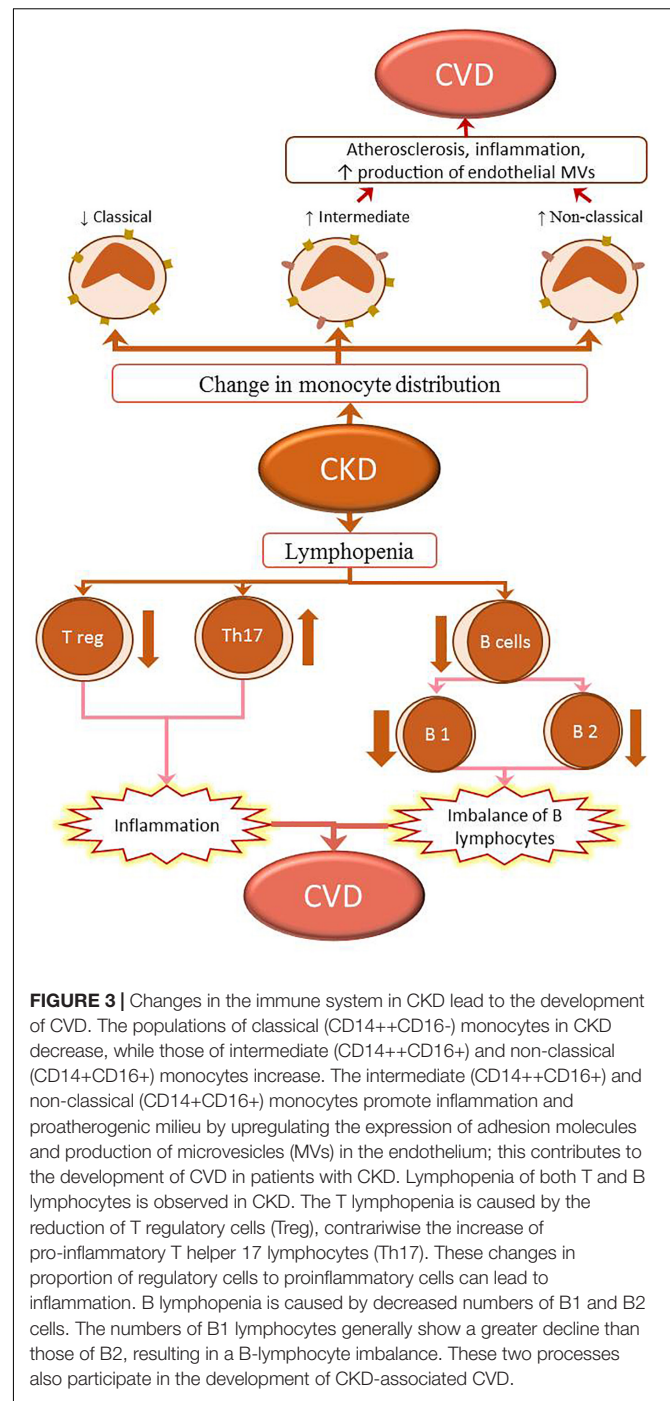 CVD
Atherosclerosis, inflammation,
↑ production of endothelial MVs
↓ Classical
↑ Intermediate
↑ Non-classical
Change in monocyte distribution
CKD
Lymphopenia
T reg
Th17
B cells
B 1
B 2
Inflammation
Imbalance of B
lymphocytes
CVD
FIGURE 3 | Changes in the immune system in CKD lead to the development
of CVD. The populations of classical (CD14++CD16-) monocytes in CKD
decrease, while those of intermediate (CD14++CD16+) and non-classical
(CD14+CD16+) monocytes increase. The intermediate (CD14++CD16+) and
non-classical (CD14+CD16+) monocytes promote inflammation and
proatherogenic milieu by upregulating the expression of adhesion molecules
and production of microvesicles (MVs) in the endothelium; this contributes to
the development of CVD in patients with CKD. Lymphopenia of both T and B
lymphocytes is observed in CKD. The T lymphopenia is caused by the
reduction of T regulatory cells (Treg), contrariwise the increase of
pro-inflammatory T helper 17 lymphocytes (Th17). These changes in
proportion of regulatory cells to proinflammatory cells can lead to
inflammation. B lymphopenia is caused by decreased numbers of B1 and B2
cells. The numbers of B1 lymphocytes generally show a greater decline than
those of B2, resulting in a B-lymphocyte imbalance. These two processes
also participate in the development of CKD-associated CVD.